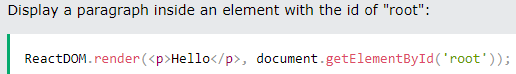 Display a paragraph inside an element with the id of "root":
ReactDOM.render(<p>Hello</p>, document.getElementById('root'));